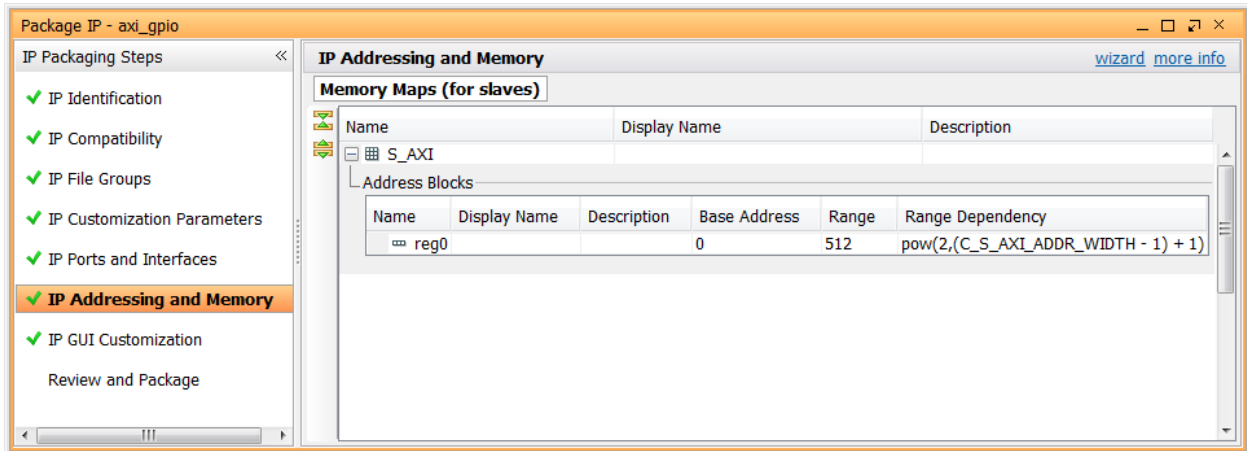 Package IP - axi_gpio
IP Packaging Steps
IP Identification
IP Compatibility
IP File Groups
IP Customization Parameters
IP Ports and Interfaces
IP Addressing and Memory
IP GUI Customization
Review and Package
IP Addressing and Memory wizard more info
Memory Maps (for slaves)
Name Display Name Description
S_AXI
Address Blocks
Name Display Name Description Base Address Range Range Dependency
reg0 0 512 pow(2,(C_S_AXI_ADDR_WIDTH - 1) + 1)